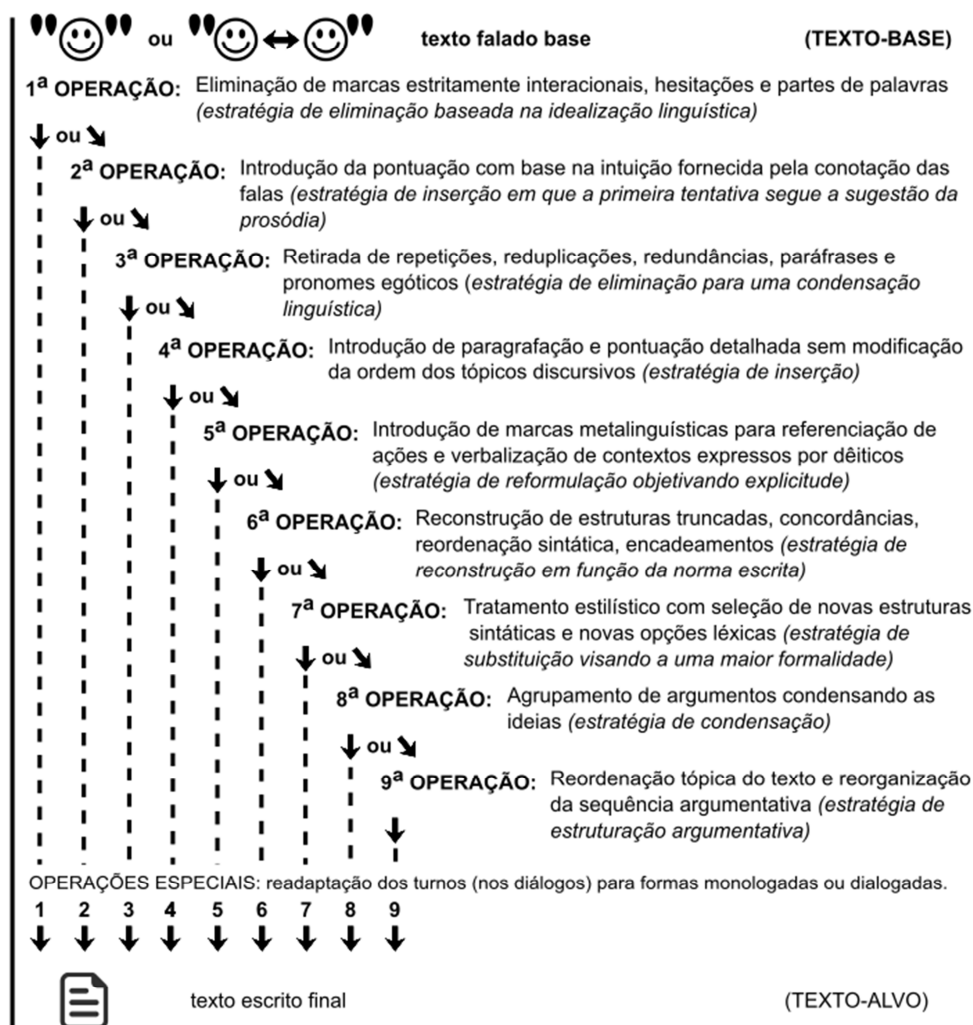 ou texto falado base (TEXTO-BASE)
1ª OPERAÇÃO: Eliminação de marcas estritamente interacionais, hesitações e partes de palavras
(estratégia de eliminação baseada na idealização linguística)
ou
2ª OPERAÇÃO: Introdução da pontuação com base na intuição fornecida pela conotação das
falas (estratégia de inserção em que a primeira tentativa segue a sugestão da
ou
prosódia)
3ª OPERAÇÃO: Retirada de repetições, reduplicações, redundâncias, paráfrases e
pronomes egóticos (estratégia de eliminação para uma condensação
ou
linguística)
4ª OPERAÇÃO: Introdução de paragrafação e pontuação detalhada sem modificação
da ordem dos tópicos discursivos (estratégia de inserção)
ou
5ª OPERAÇÃO: Introdução de marcas metalinguísticas para referenciação de
ações e verbalização de contextos expressos por dêiticos
ou
(estratégia de reformulação objetivando explicitude)
6ª OPERAÇÃO: Reconstrução de estruturas truncadas, concordâncias,
reordenação sintática, encadeamentos (estratégia de
ou
reconstrução em função da norma escrita)
7ª OPERAÇÃO: Tratamento estilístico com seleção de novas estruturas
sintáticas e novas opções léxicas (estratégia de
ou
substituição visando a uma maior formalidade)
8ª OPERAÇÃO: Agrupamento de argumentos condensando as
ideias (estratégia de condensação)
ou
9ª OPERAÇÃO: Reordenação tópica do texto e reorganização
da sequência argumentativa (estratégia de
estruturação argumentativa)
OPERAÇÕES ESPECIAIS: readaptação dos turnos (nos diálogos) para formas monologadas ou dialogadas.
1 2 3 4 5 6 7 8 9
texto escrito final (TEXTO-ALVO)